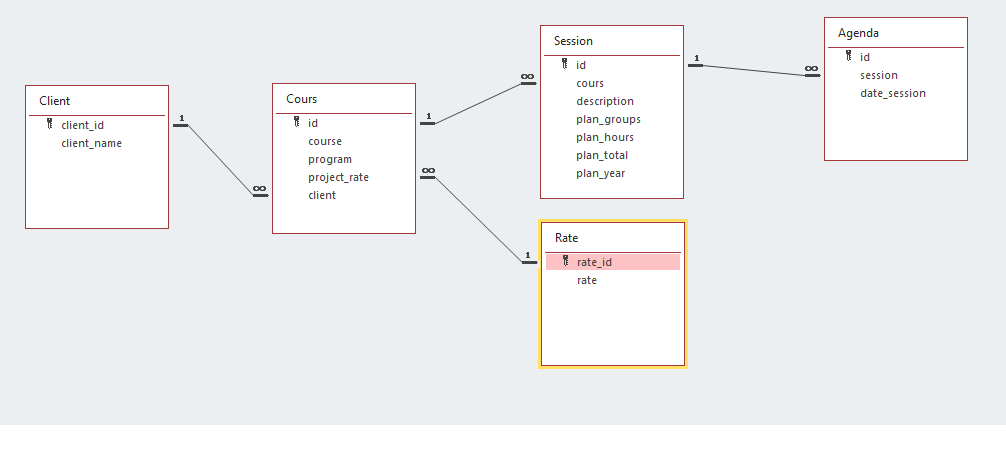 Client
client_id
client_name
1
∞
Cours
id
course
program
project_rate
client
1
∞
∞
1
Session
id
cours
description
plan_groups
plan_hours
plan_total
plan_year
1
∞
Agenda
id
session
date_session
Rate
rate_id
rate